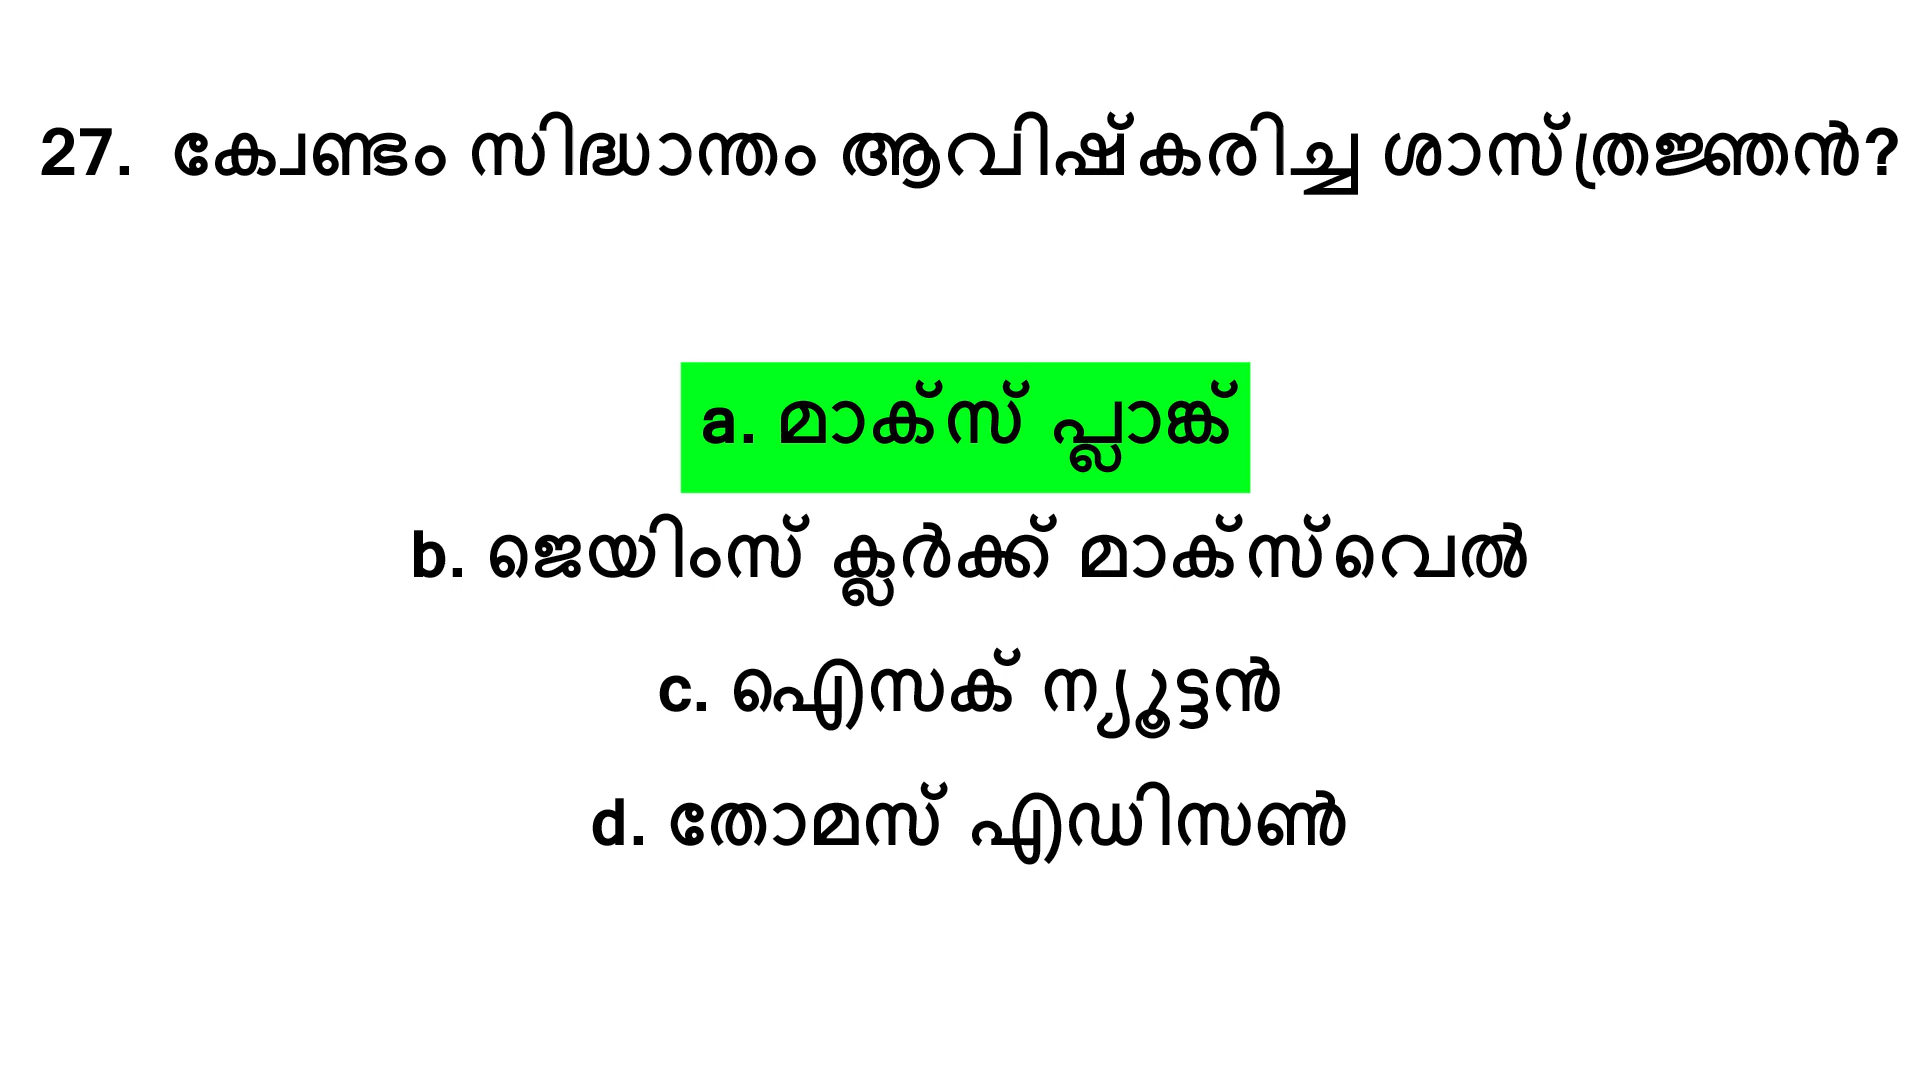 27. ക്വേണ്ടം സിദ്ധാന്തം ആവിഷ്കരിച്ച ശാസ്ത്രജ്ഞൻ?
a. മാക്സ് പ്ലാങ്ക്
b. ജെയിംസ് ക്ലർക്ക് മാക്സ്‌വെൽ
c. ഐസക് ന്യൂട്ടൻ
d. തോമസ് എഡിസൺ